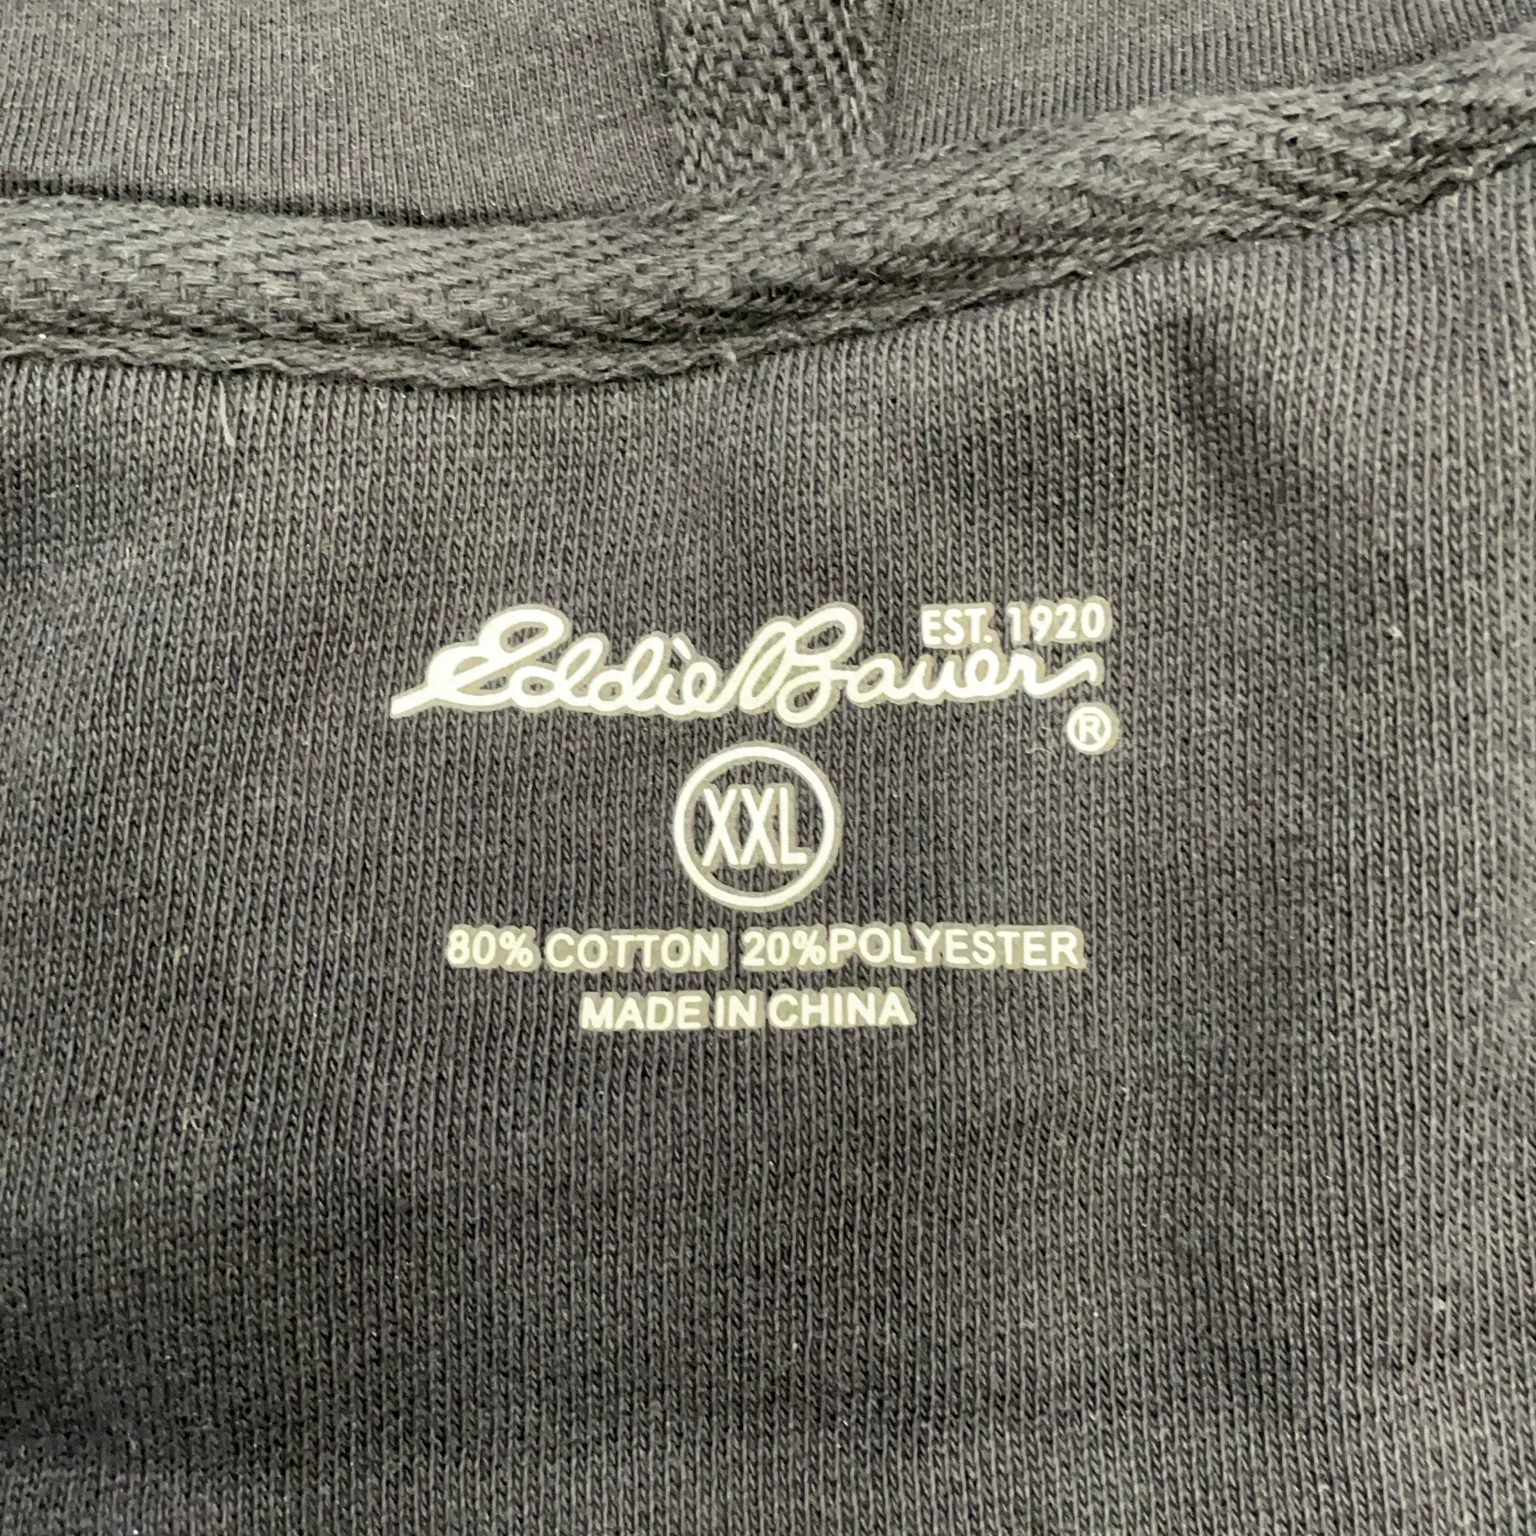 EST. 1920
Eddie Bauer
®
XXL
80% COTTON 20% POLYESTER
MADE IN CHINA